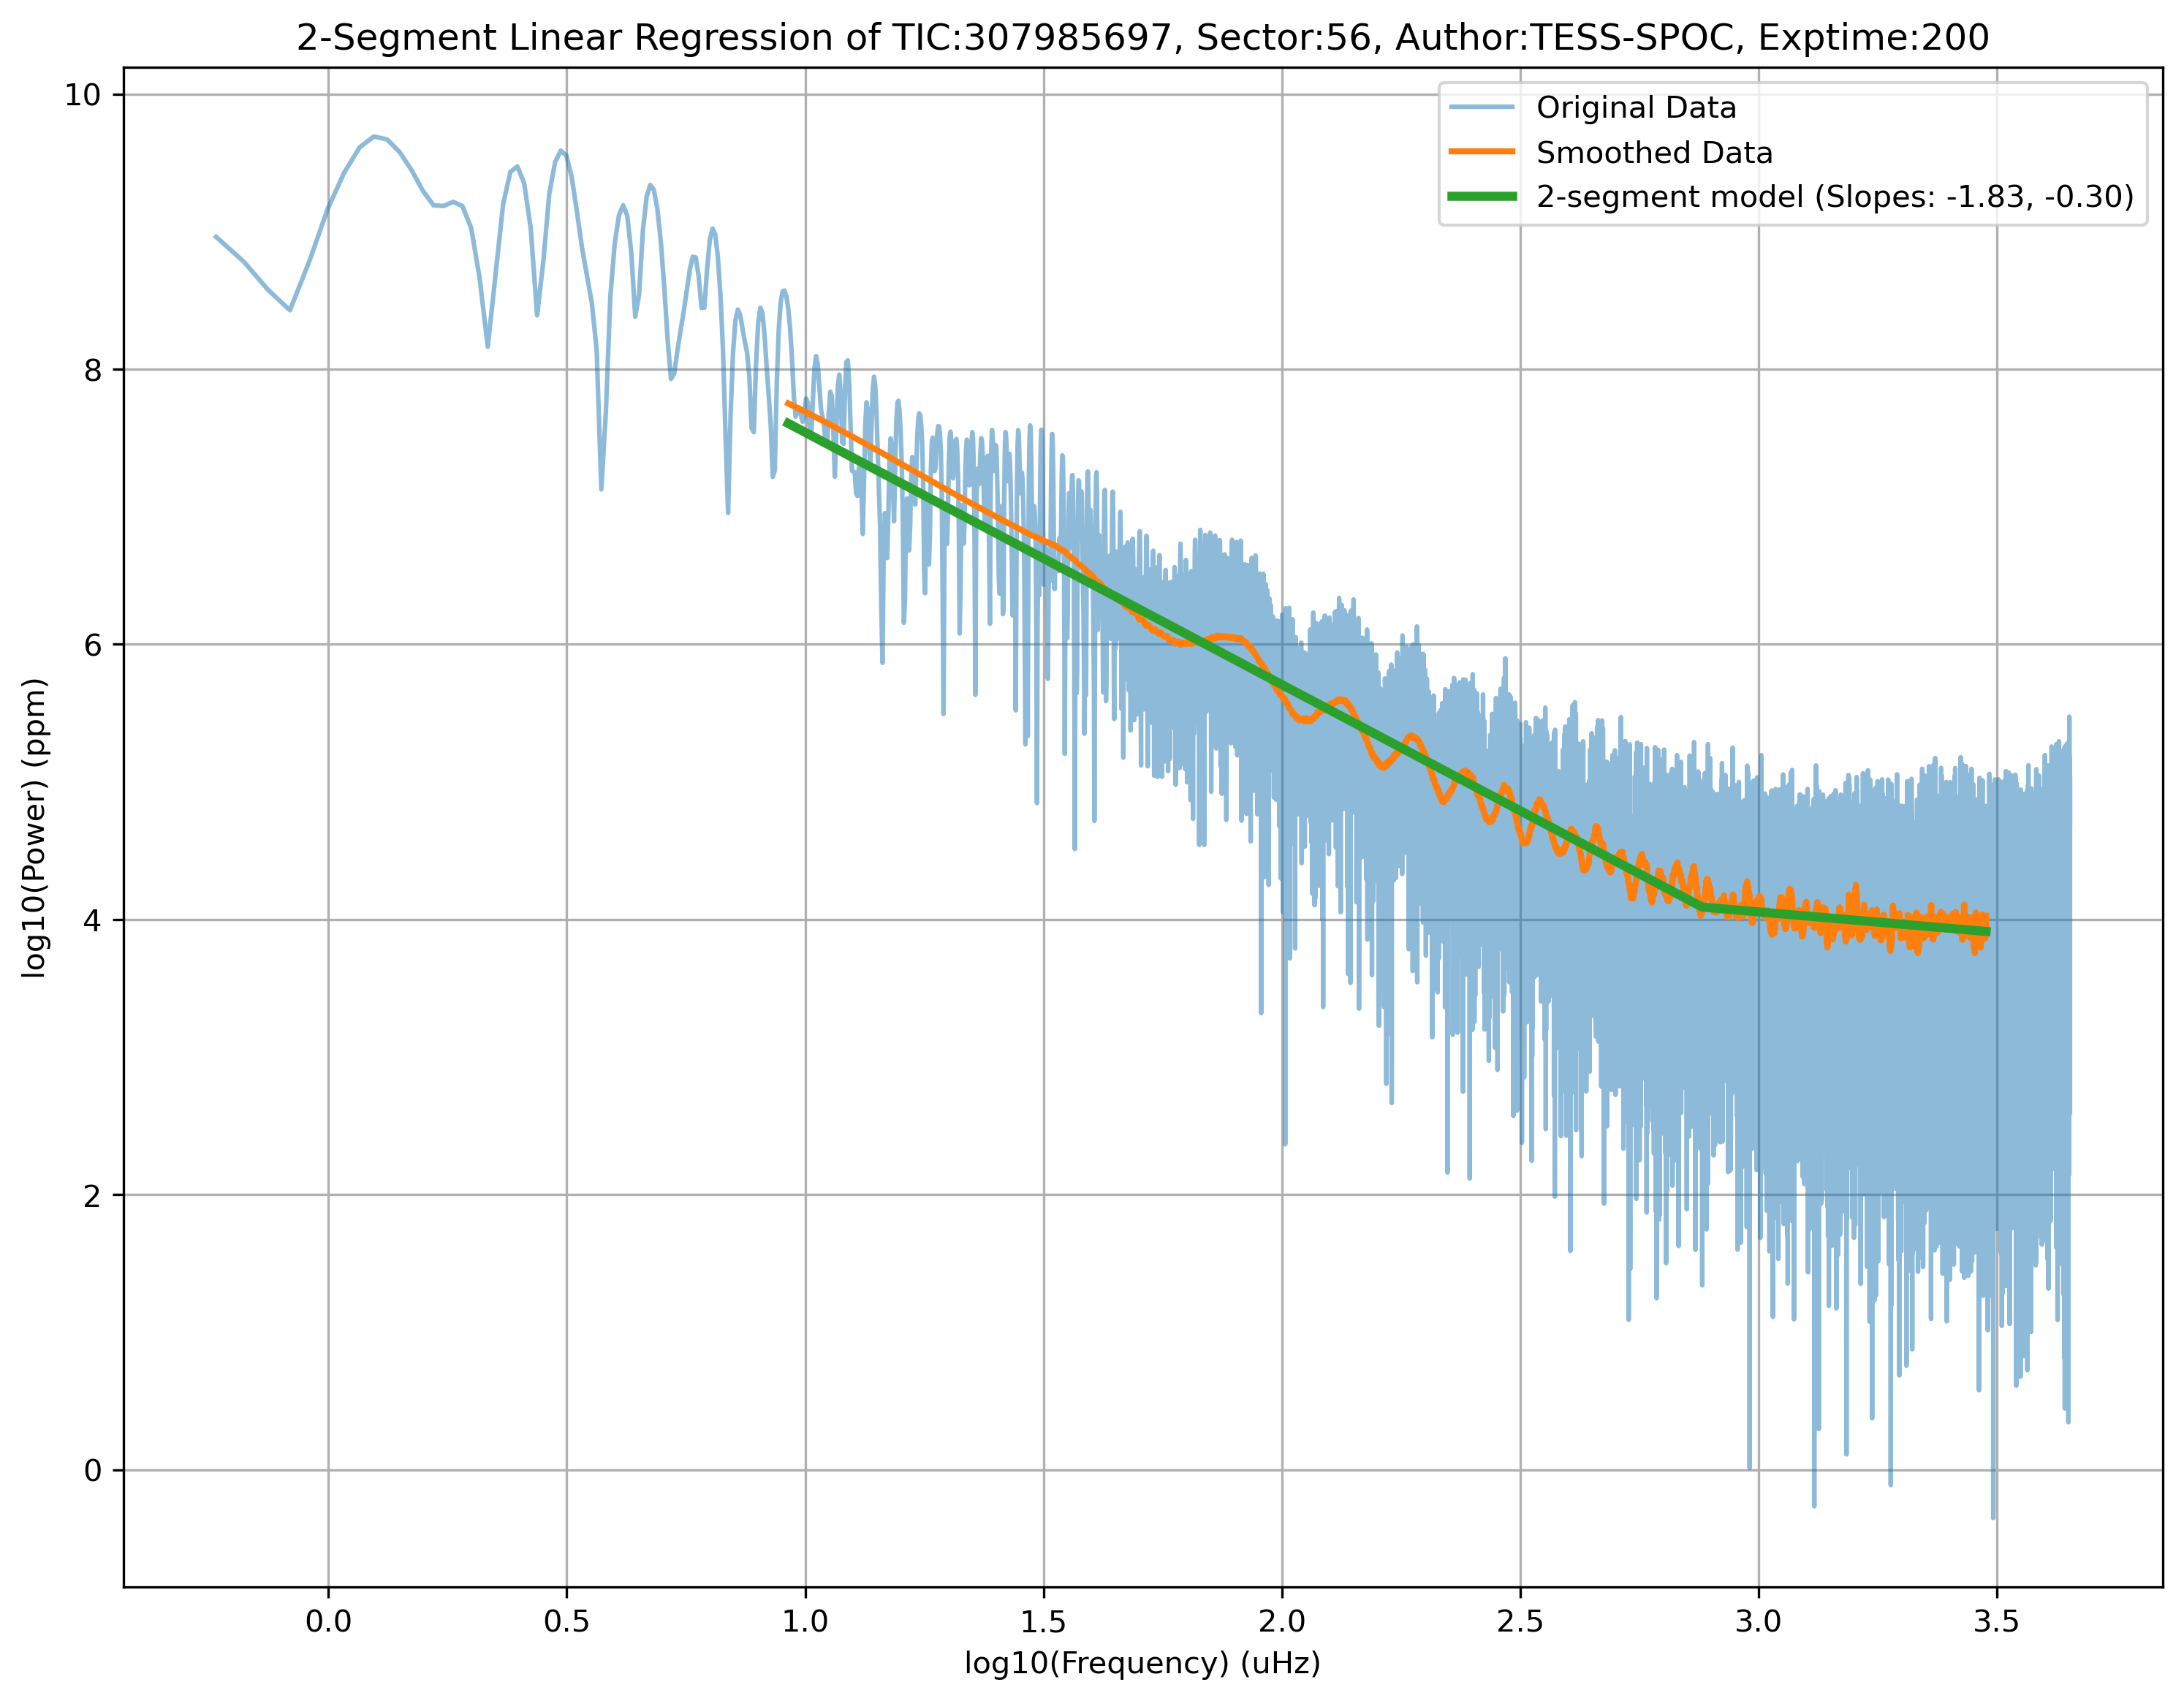 2-Segment Linear Regression of TIC:307985697, Sector:56, Author:TESS-SPOC, Exptime:200
Original Data
Smoothed Data
2-segment model (Slopes: -1.83, -0.30)
10
8
6
4
2
0
log10(Power) (ppm)
0.0 0.5 1.0 1.5 2.0 2.5 3.0 3.5
log10(Frequency) (uHz)